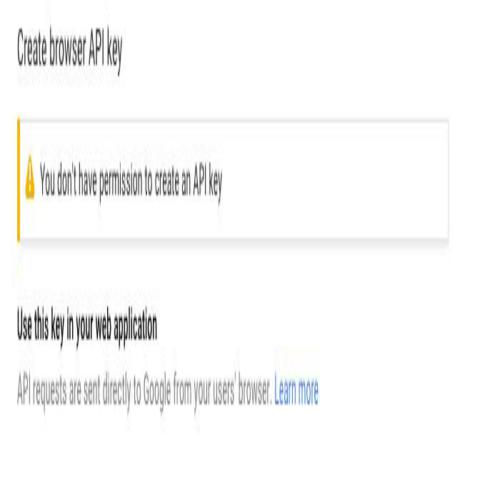 Create browser API key
You don't have permission to create an API key
Use this key in your web application
API requests are sent directly to Google from your users' browser. Learn more